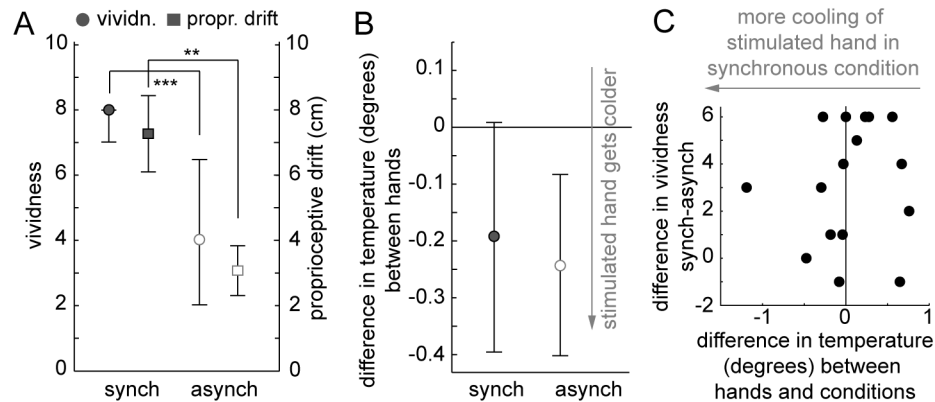 A
vividn.
propr. drift
vividness
10
8
6
4
2
0
**
***
10
8
6
4
2
0
proprioceptive drift (cm)
synch
asynch
B
difference in temperature (degrees)
between hands
0.1
0
-0.1
-0.2
-0.3
-0.4
stimulated hand gets colder
synch
asynch
C
more cooling of
stimulated hand in
synchronous condition
difference in vividness
synch-asynch
6
4
2
0
-2
-1
0
1
difference in temperature
(degrees) between
hands and conditions